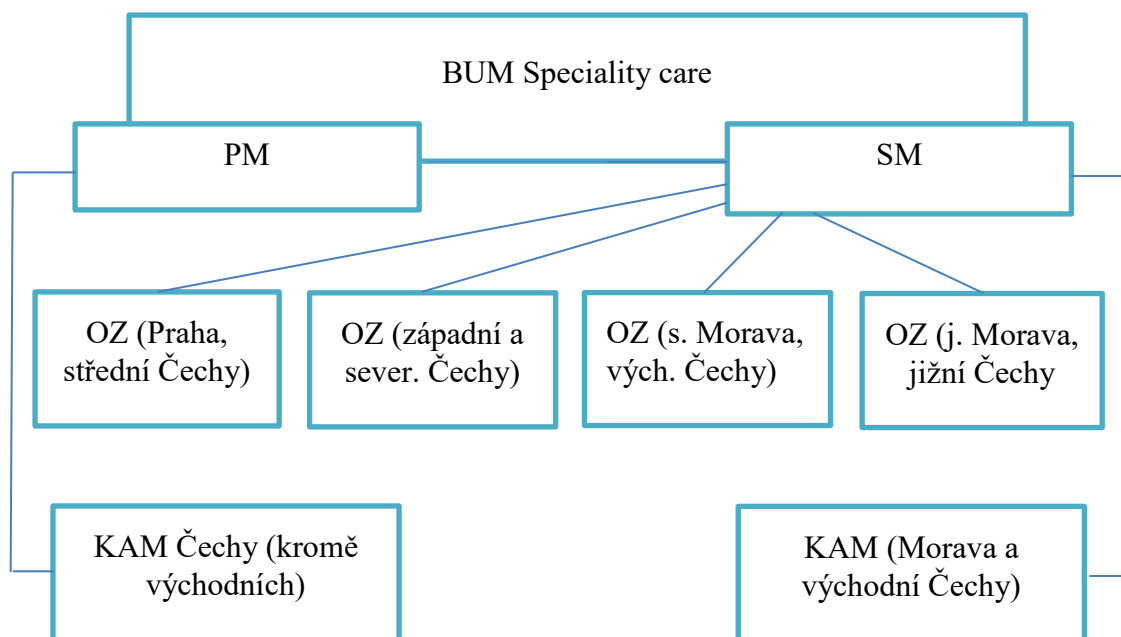 BUM Speciality care
PM
SM
OZ (Praha,
střední Čechy)
OZ (západní a
sever. Čechy)
OZ (s. Morava,
vých. Čechy)
OZ (j. Morava,
jižní Čechy
KAM Čechy (kromě
východních)
KAM (Morava a
východní Čechy)